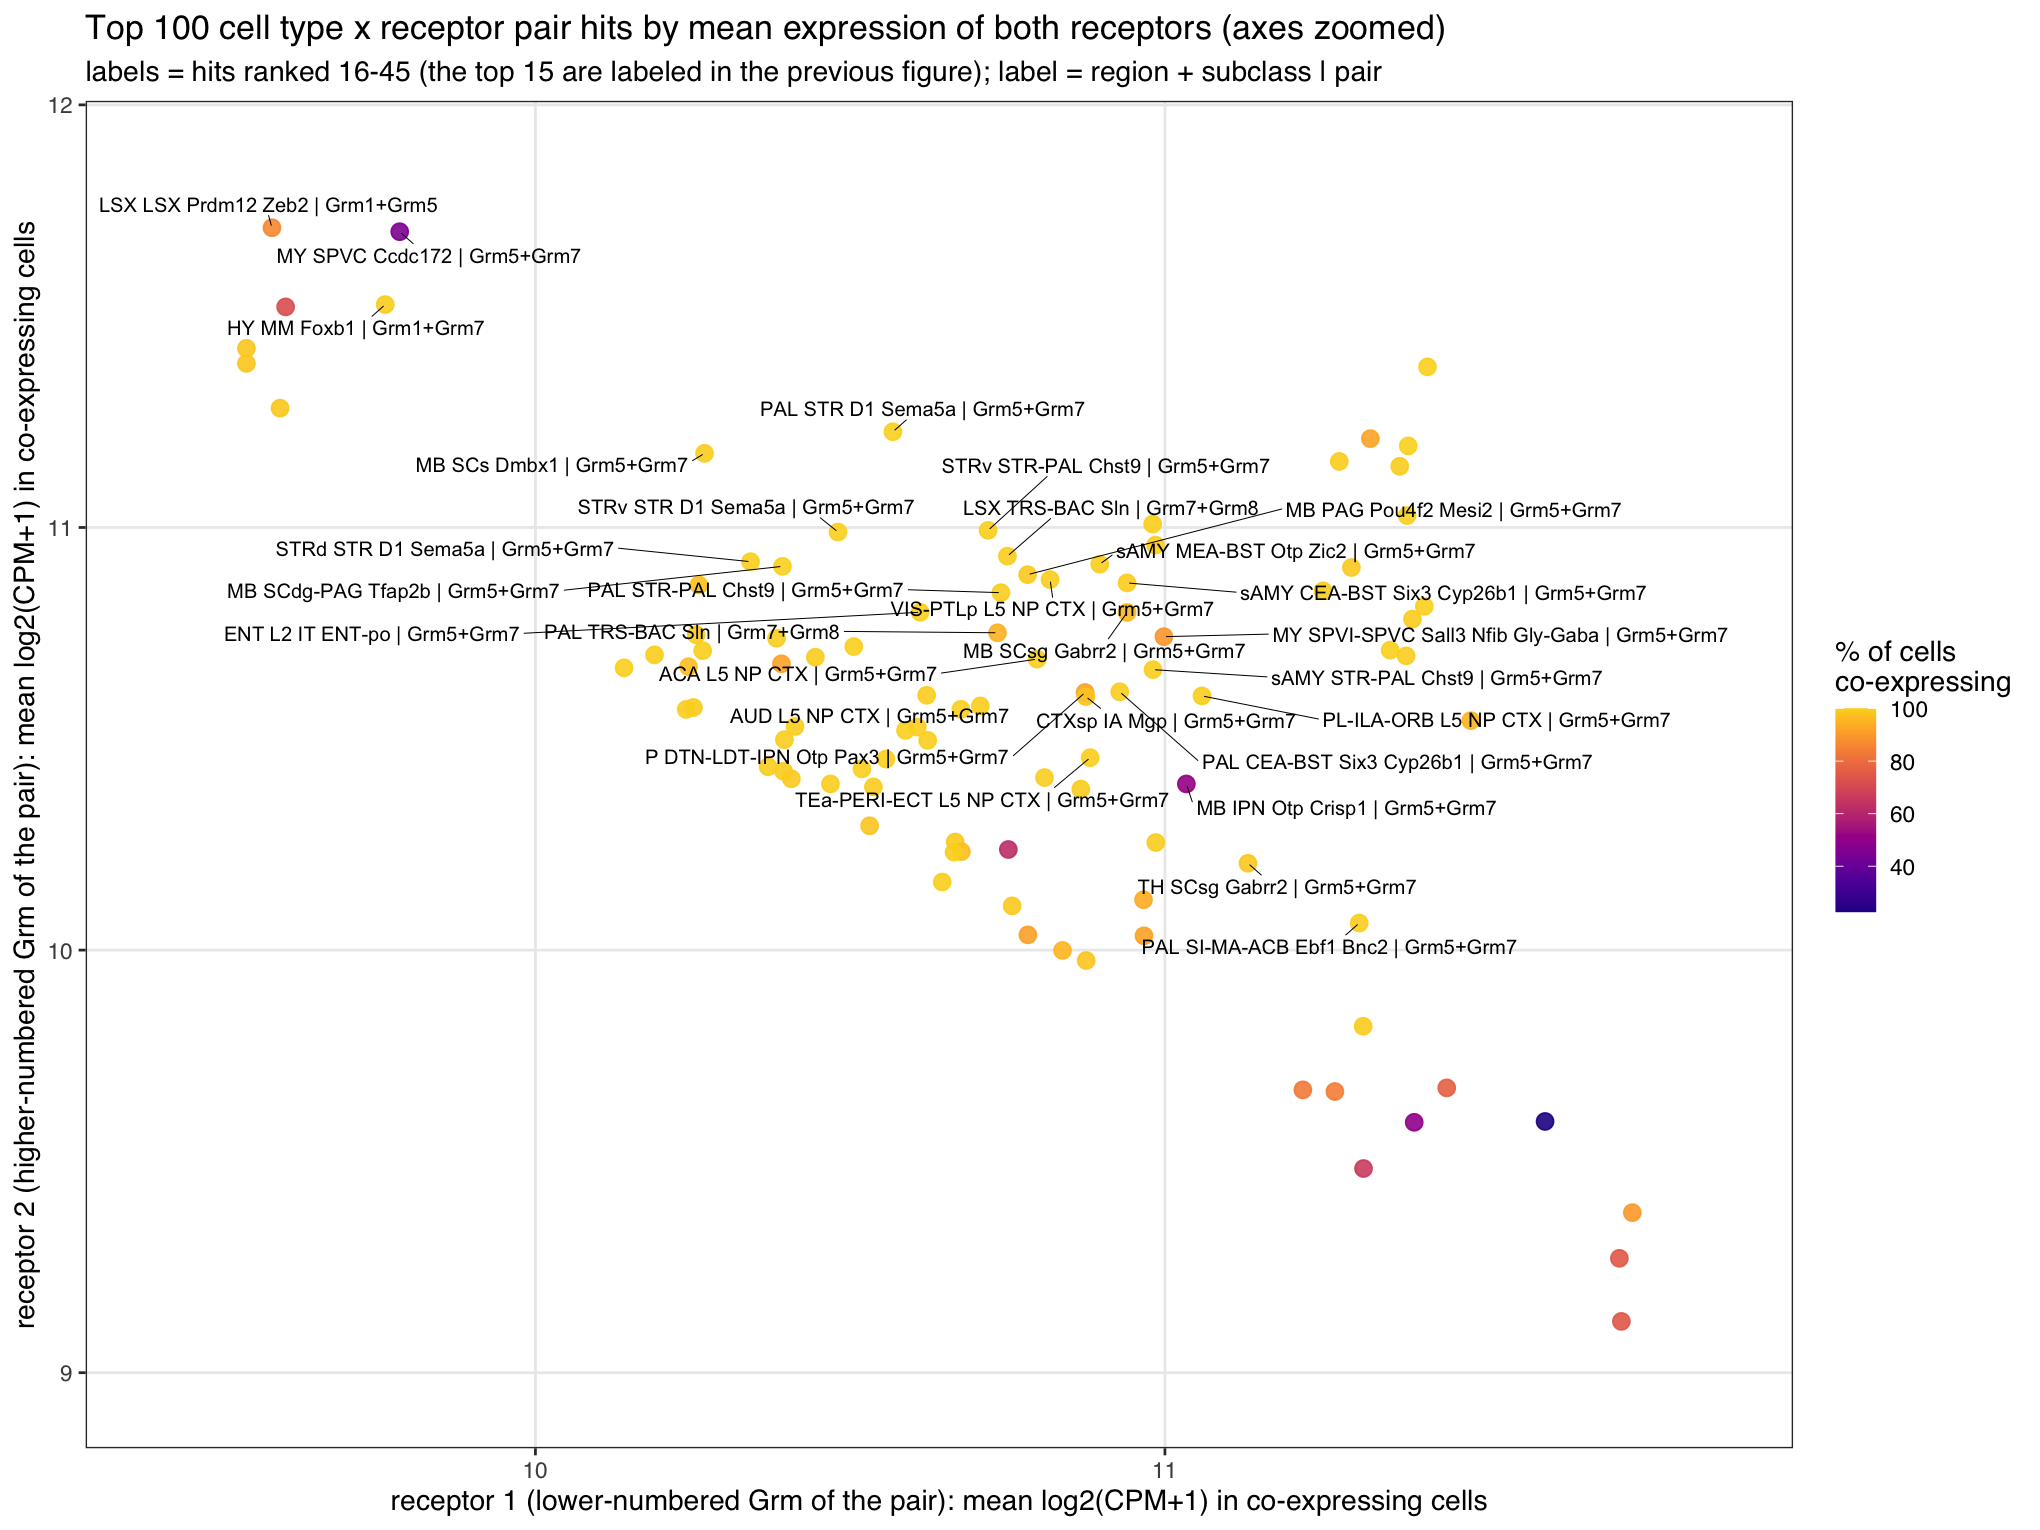 Top 100 cell type x receptor pair hits by mean expression of both receptors (axes zoomed)
labels = hits ranked 16-45 (the top 15 are labeled in the previous figure); label = region + subclass | pair
12
11
10
9
receptor 2 (higher-numbered Grm of the pair): mean log2(CPM+1) in co-expressing cells
LSX LSX Prdm12 Zeb2 | Grm1+Grm5
MY SPVC Ccdc172 | Grm5+Grm7
HY MM Foxb1 | Grm1+Grm7
PAL STR D1 Sema5a | Grm5+Grm7
MB SCs Dmbx1 | Grm5+Grm7
STRv STR-PAL Chst9 | Grm5+Grm7
STRv STR D1 Sema5a | Grm5+Grm7
LSX TRS-BAC Sln | Grm7+Grm8
MB PAG Pou4f2 Mesi2 | Grm5+Grm7
STRd STR D1 Sema5a | Grm5+Grm7
sAMY MEA-BST Otp Zic2 | Grm5+Grm7
MB SCdg-PAG Tfap2b | Grm5+Grm7
PAL STR-PAL Chst9 | Grm5+Grm7
sAMY CEA-BST Six3 Cyp26b1 | Grm5+Grm7
VIS-PTLp L5 NP CTX | Grm5+Grm7
ENT L2 IT ENT-po | Grm5+Grm7
PAL TRS-BAC Sln | Grm7+Grm8
MY SPVI-SPVC Sall3 Nfib Gly-Gaba | Grm5+Grm7
MB SCsg Gabrr2 | Grm5+Grm7
ACA L5 NP CTX | Grm5+Grm7
sAMY STR-PAL Chst9 | Grm5+Grm7
AUD L5 NP CTX | Grm5+Grm7
CTXsp IA Mgp | Grm5+Grm7
PL-ILA-ORB L5 NP CTX | Grm5+Grm7
P DTN-LDT-IPN Otp Pax3 | Grm5+Grm7
PAL CEA-BST Six3 Cyp26b1 | Grm5+Grm7
TEa-PERI-ECT L5 NP CTX | Grm5+Grm7
MB IPN Otp Crisp1 | Grm5+Grm7
TH SCsg Gabrr2 | Grm5+Grm7
PAL SI-MA-ACB Ebf1 Bnc2 | Grm5+Grm7
10
11
receptor 1 (lower-numbered Grm of the pair): mean log2(CPM+1) in co-expressing cells
% of cells
co-expressing
100
80
60
40